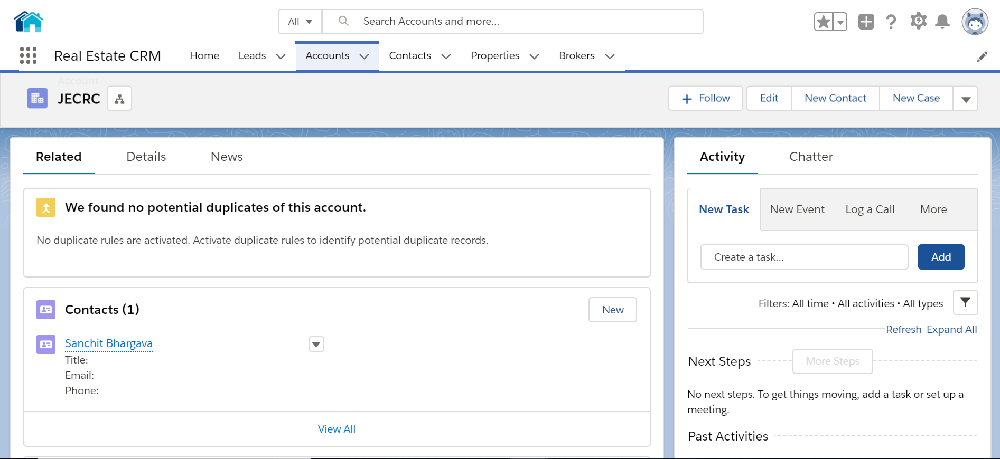 All
Search Accounts and more...
Real Estate CRM
Home
Leads
Accounts
Contacts
Properties
Brokers
Account
JECRC
Follow
Edit
New Contact
New Case
Related
Details
News
We found no potential duplicates of this account.
No duplicate rules are activated. Activate duplicate rules to identify potential duplicate records.
Contacts (1)
New
Sanchit Bhargava
Title:
Email:
Phone:
View All
Activity
Chatter
New Task
New Event
Log a Call
More
Create a task...
Add
Filters: All time • All activities • All types
Refresh
Expand All
Next Steps
More Steps
No next steps. To get things moving, add a task or set up a
meeting.
Past Activities